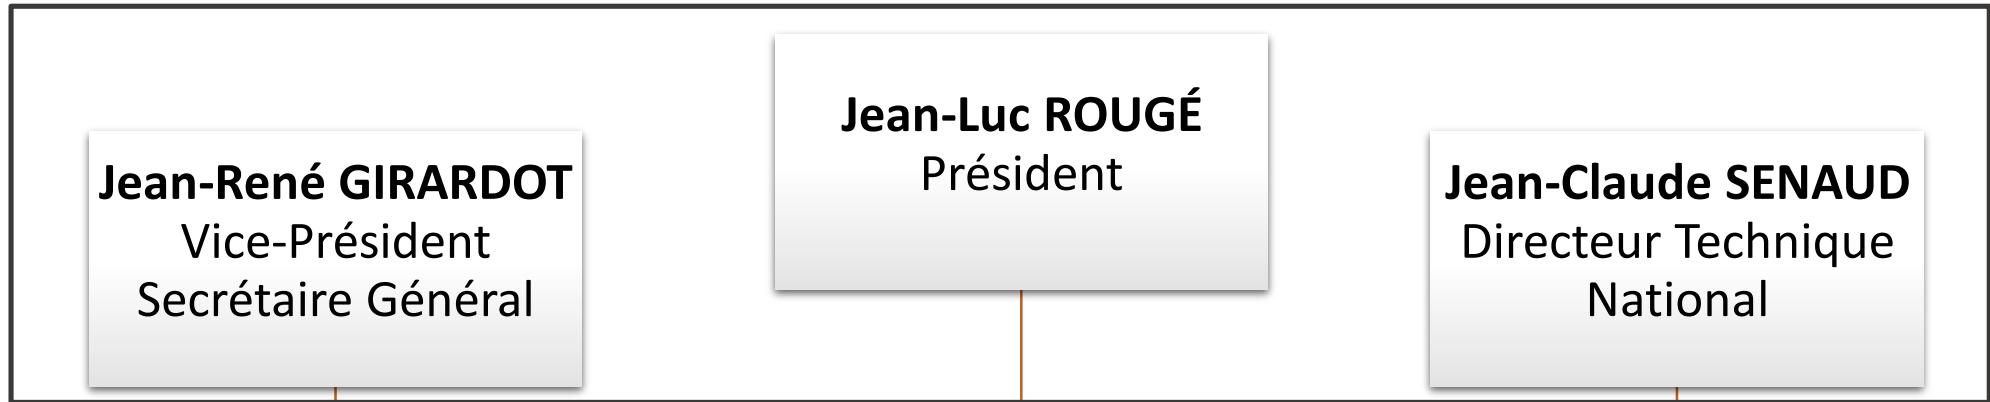 Jean-Luc ROUGÉ
Président
Jean-René GIRARDOT
Vice-Président
Secrétaire Général
Jean-Claude SENAUD
Directeur Technique
National